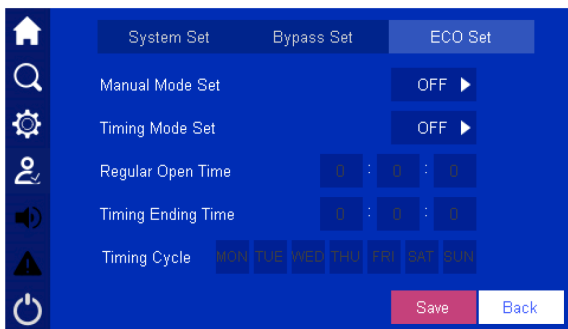 System Set Bypass Set ECO Set
Manual Mode Set OFF
Timing Mode Set OFF
Regular Open Time 0 : 0 : 0
Timing Ending Time 0 : 0 : 0
Timing Cycle MON TUE WED THU FRI SAT SUN
Save Back